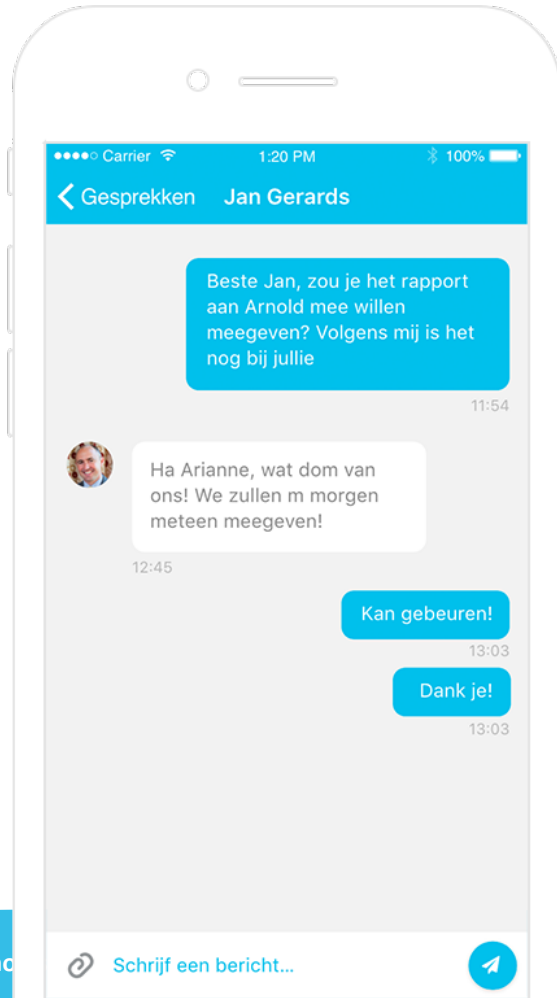 Carrier 1:20 PM 100%
Gesprekken Jan Gerards
Beste Jan, zou je het rapport
aan Arnold mee willen
meegeven? Volgens mij is het
nog bij jullie
11:54
Ha Arianne, wat dom van
ons! We zullen m morgen
meteen meegeven!
12:45
Kan gebeuren!
13:03
Dank je!
13:03
Schrijf een bericht...